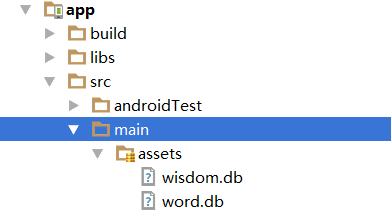 app
build
libs
src
androidTest
main
assets
wisdom.db
word.db